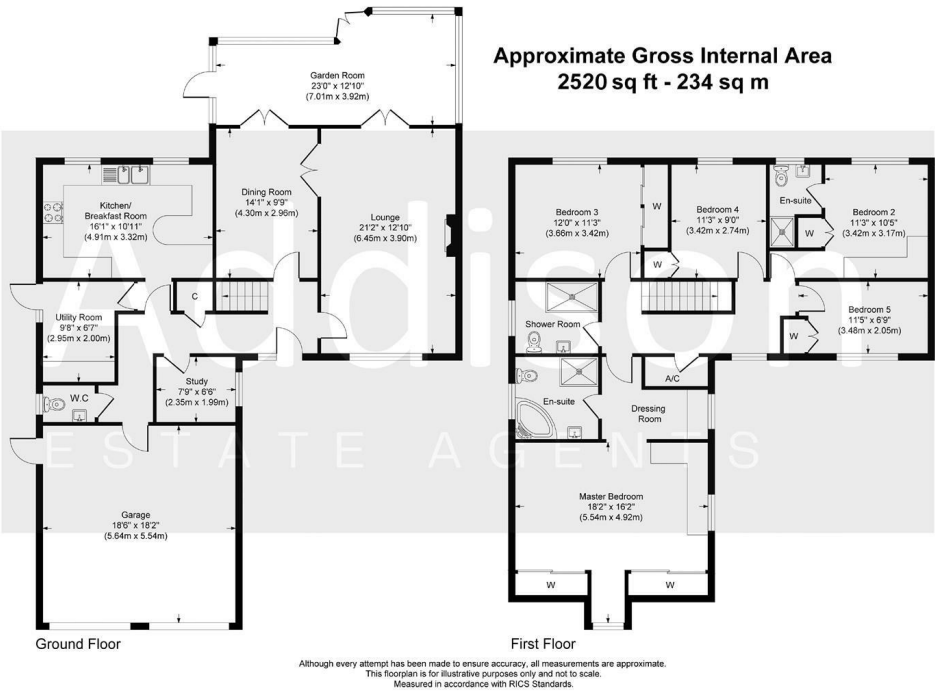 Approximate Gross Internal Area
2520 sq ft - 234 sq m
Garden Room
23'0" x 12'10"
(7.01m x 3.92m)
Kitchen/
Breakfast Room
16'1" x 10'11"
(4.91m x 3.32m)
Dining Room
14'1" x 9'9"
(4.30m x 2.96m)
Lounge
21'2" x 12'10"
(6.45m x 3.90m)
C
Utility Room
9'8" x 6'7"
(2.95m x 2.00m)
Study
7'9" x 6'6"
(2.35m x 1.99m)
W.C
Garage
18'6" x 18'2"
(5.64m x 5.54m)
Ground Floor
Bedroom 3
12'0" x 11'3"
(3.66m x 3.42m)
W
W
Bedroom 4
11'3" x 9'0"
(3.42m x 2.74m)
En-suite
W
Bedroom 2
11'3" x 10'5"
(3.42m x 3.17m)
Shower Room
Bedroom 5
11'5" x 6'9"
(3.48m x 2.05m)
W
A/C
En-suite
Dressing
Room
Master Bedroom
18'2" x 16'2"
(5.54m x 4.92m)
W
W
First Floor
Addison
ESTATE AGENTS
Although every attempt has been made to ensure accuracy, all measurements are approximate.
This floorplan is for illustrative purposes only and not to scale.
Measured in accordance with RICS Standards.